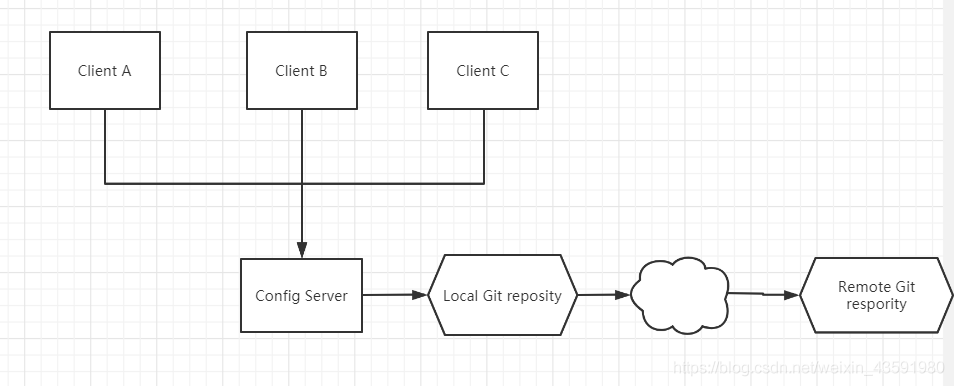 Client A
Client B
Client C
Config Server
Local Git reposity
Remote Git
respority
https://blog.csdn.net/weixin_43591980